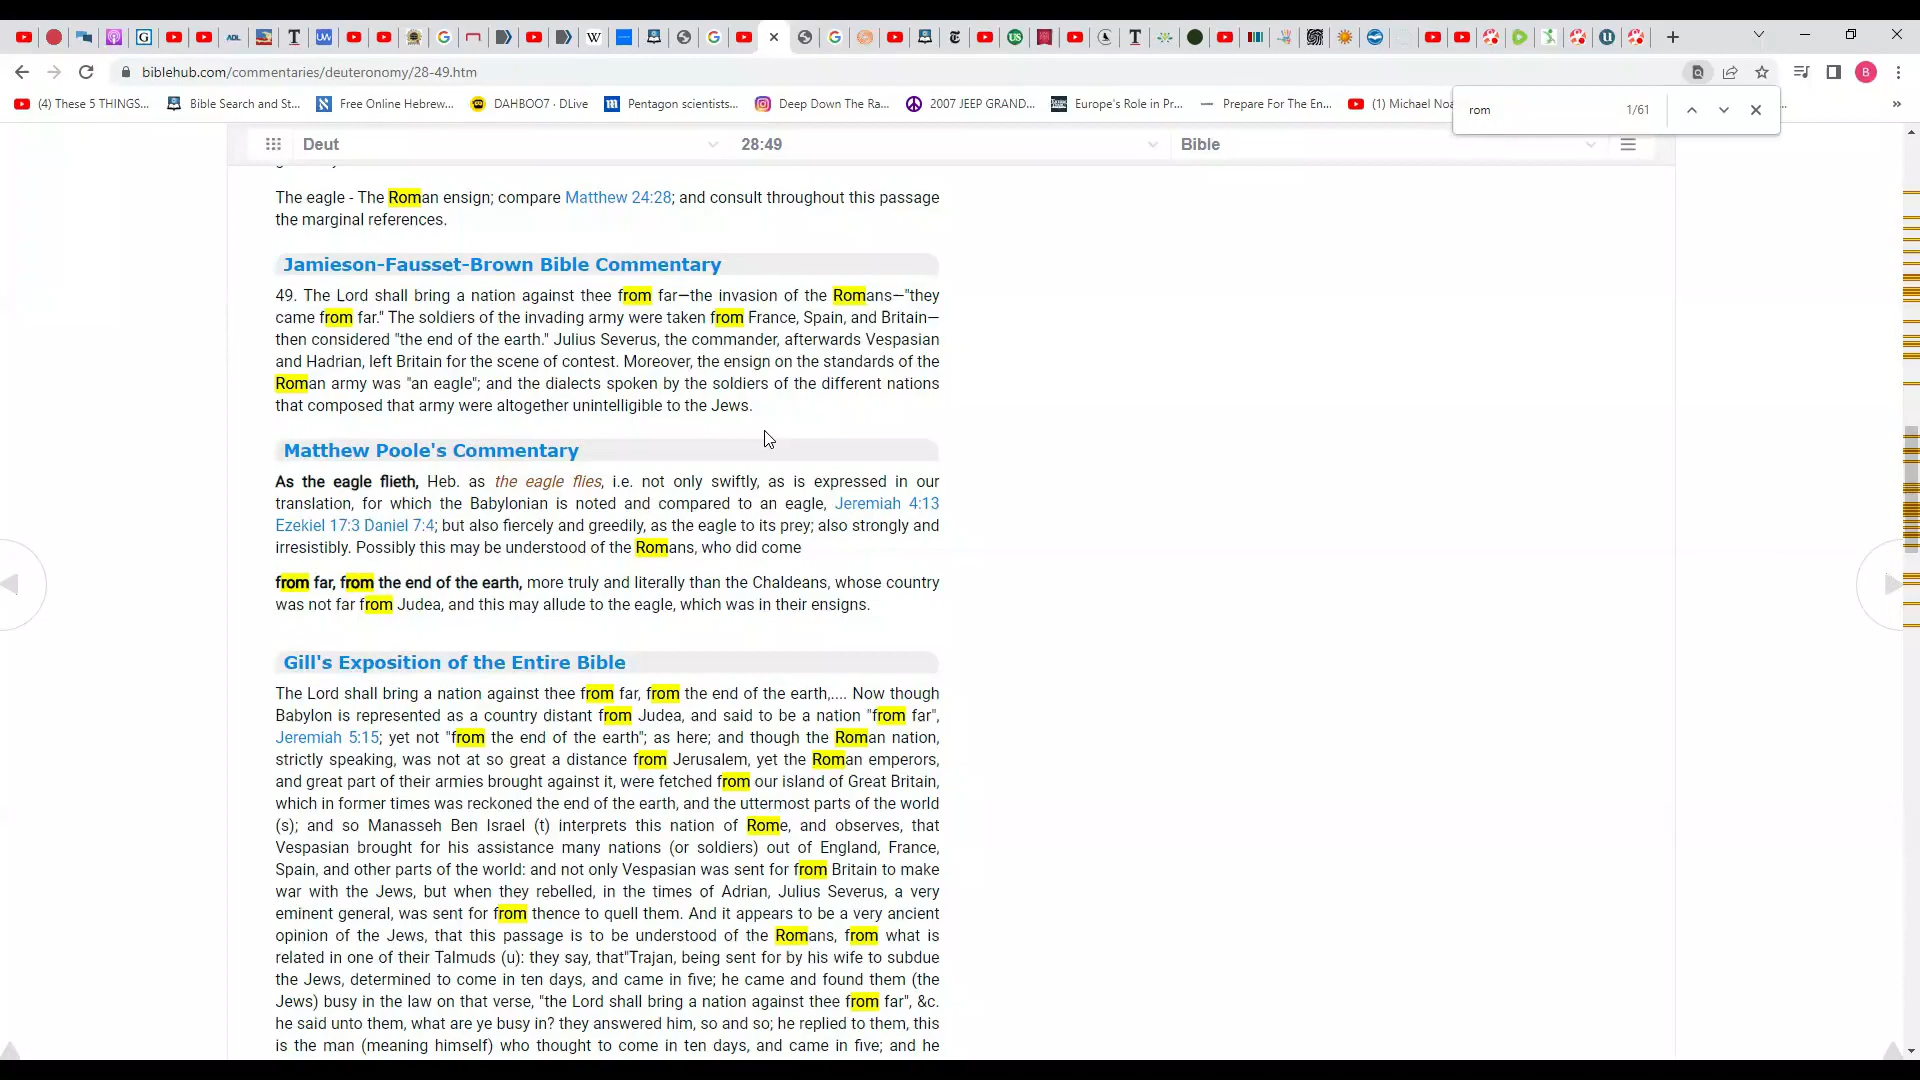 biblehub.com/commentaries/deuteronomy/28-49.htm
B
(4) These 5 THINGS...
Bible Search and St...
Free Online Hebrew...
DAHBOO7 · DLive
Pentagon scientists...
Deep Down The Ra...
2007 JEEP GRAND...
Europe's Role in Pr...
Prepare For The En...
(1) Michael Noa
rom 1/61
Deut 28:49 Bible
The eagle - The Roman ensign; compare Matthew 24:28; and consult throughout this passage
the marginal references.
Jamieson-Fausset-Brown Bible Commentary
49. The Lord shall bring a nation against thee from far—the invasion of the Romans—"they
came from far." The soldiers of the invading army were taken from France, Spain, and Britain—
then considered "the end of the earth." Julius Severus, the commander, afterwards Vespasian
and Hadrian, left Britain for the scene of contest. Moreover, the ensign on the standards of the
Roman army was "an eagle"; and the dialects spoken by the soldiers of the different nations
that composed that army were altogether unintelligible to the Jews.
Matthew Poole's Commentary
As the eagle flieth, Heb. as the eagle flies, i.e. not only swiftly, as is expressed in our
translation, for which the Babylonian is noted and compared to an eagle, Jeremiah 4:13
Ezekiel 17:3 Daniel 7:4; but also fiercely and greedily, as the eagle to its prey; also strongly and
irresistibly. Possibly this may be understood of the Romans, who did come
from far, from the end of the earth, more truly and literally than the Chaldeans, whose country
was not far from Judea, and this may allude to the eagle, which was in their ensigns.
Gill's Exposition of the Entire Bible
The Lord shall bring a nation against thee from far, from the end of the earth,.... Now though
Babylon is represented as a country distant from Judea, and said to be a nation "from far",
Jeremiah 5:15; yet not "from the end of the earth"; as here; and though the Roman nation,
strictly speaking, was not at so great a distance from Jerusalem, yet the Roman emperors,
and great part of their armies brought against it, were fetched from our island of Great Britain,
which in former times was reckoned the end of the earth, and the uttermost parts of the world
(s); and so Manasseh Ben Israel (t) interprets this nation of Rome, and observes, that
Vespasian brought for his assistance many nations (or soldiers) out of England, France,
Spain, and other parts of the world: and not only Vespasian was sent for from Britain to make
war with the Jews, but when they rebelled, in the times of Adrian, Julius Severus, a very
eminent general, was sent for from thence to quell them. And it appears to be a very ancient
opinion of the Jews, that this passage is to be understood of the Romans, from what is
related in one of their Talmuds (u): they say, that"Trajan, being sent for by his wife to subdue
the Jews, determined to come in ten days, and came in five; he came and found them (the
Jews) busy in the law on that verse, "the Lord shall bring a nation against thee from far", &c.
he said unto them, what are ye busy in? they answered him, so and so; he replied to them, this
is the man (meaning himself) who thought to come in ten days, and came in five; and he